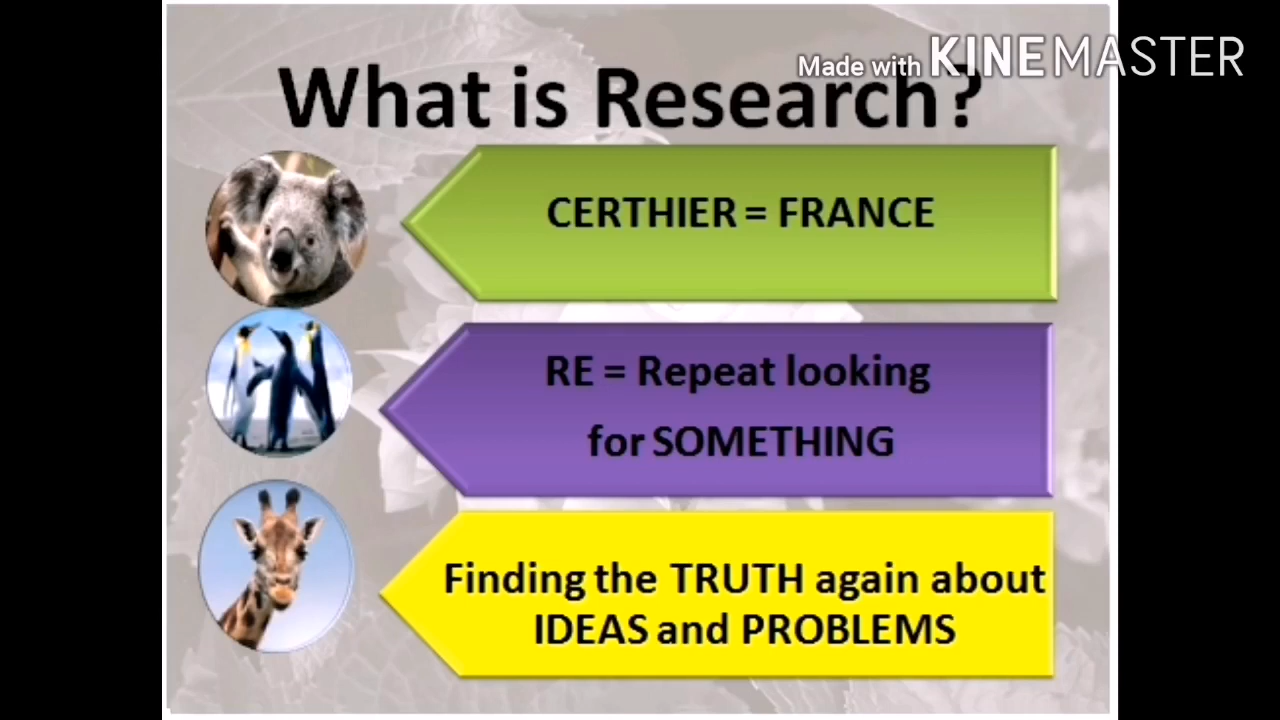 Made with KINEMASTER
What is Research?
CERTHIER = FRANCE
RE = Repeat looking
for SOMETHING
Finding the TRUTH again about
IDEAS and PROBLEMS